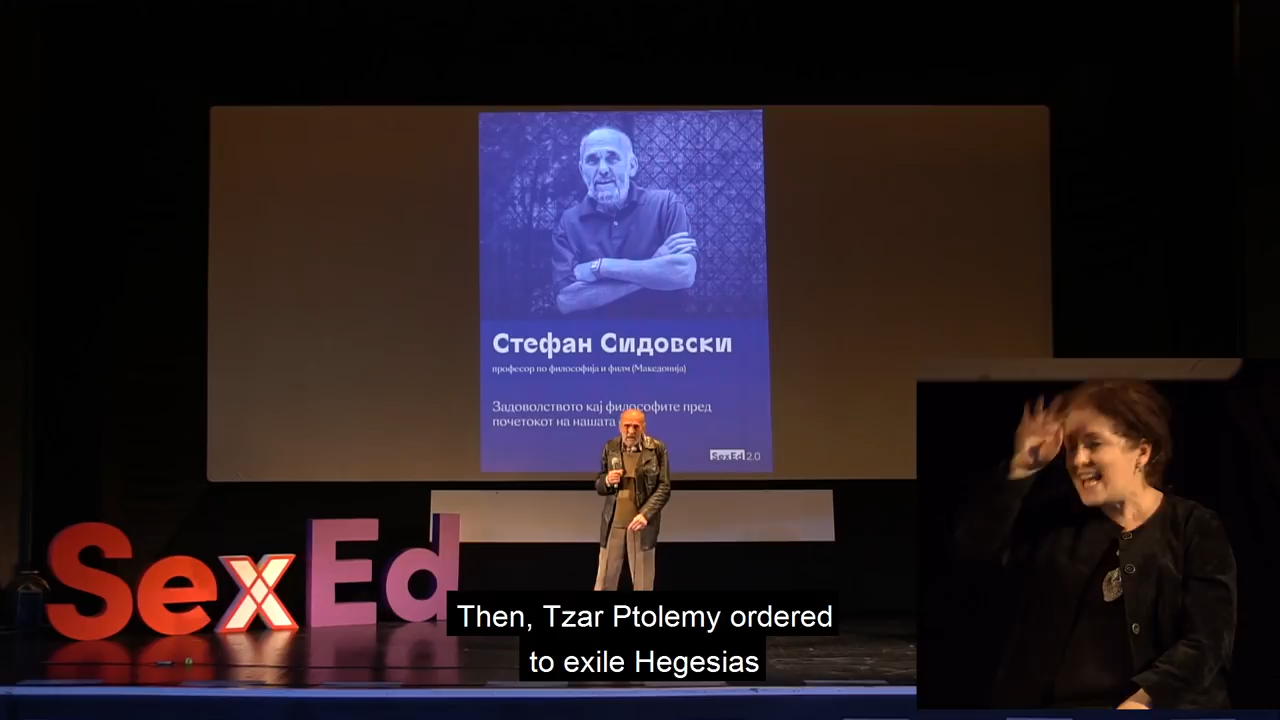 Стефан Сидовски
професор по филозофија и филм (Македонија)
Задоволството кај философите пред
почетокот на нашата
SexEd 2.0
SexEd
Then, Tzar Ptolemy ordered
to exile Hegesias